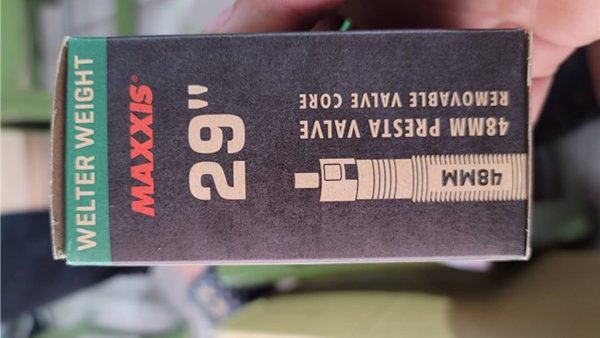 WELTER WEIGHT
MAXXIS®
29"
48MM PRESTA VALVE
REMOVABLE VALVE CORE
48MM